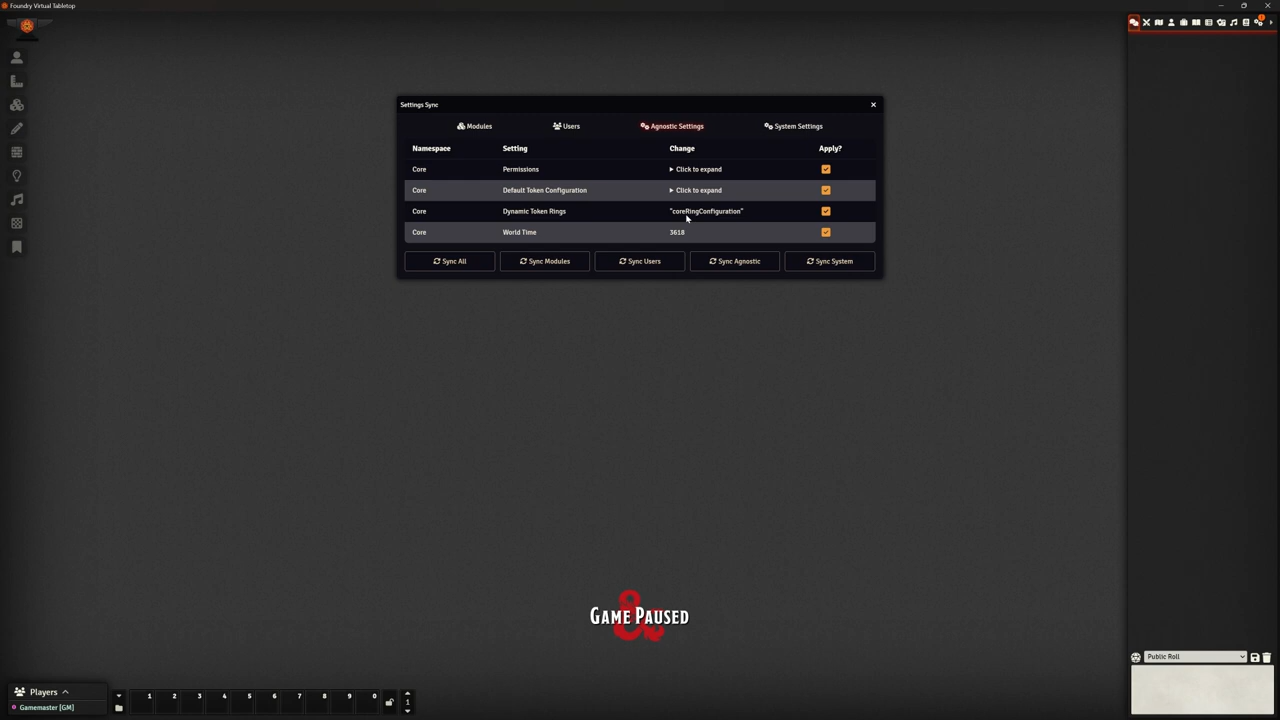 Foundry Virtual Tabletop
Settings Sync
Modules Users Agnostic Settings System Settings
Namespace Setting Change Apply?
Core Permissions Click to expand
Core Default Token Configuration Click to expand
Core Dynamic Token Rings "coreRingConfiguration"
Core World Time 3618
Sync All Sync Modules Sync Users Sync Agnostic Sync System
GAME PAUSED
Public Roll
Players
Gamemaster [GM]
1 2 3 4 5 6 7 8 9 0
1